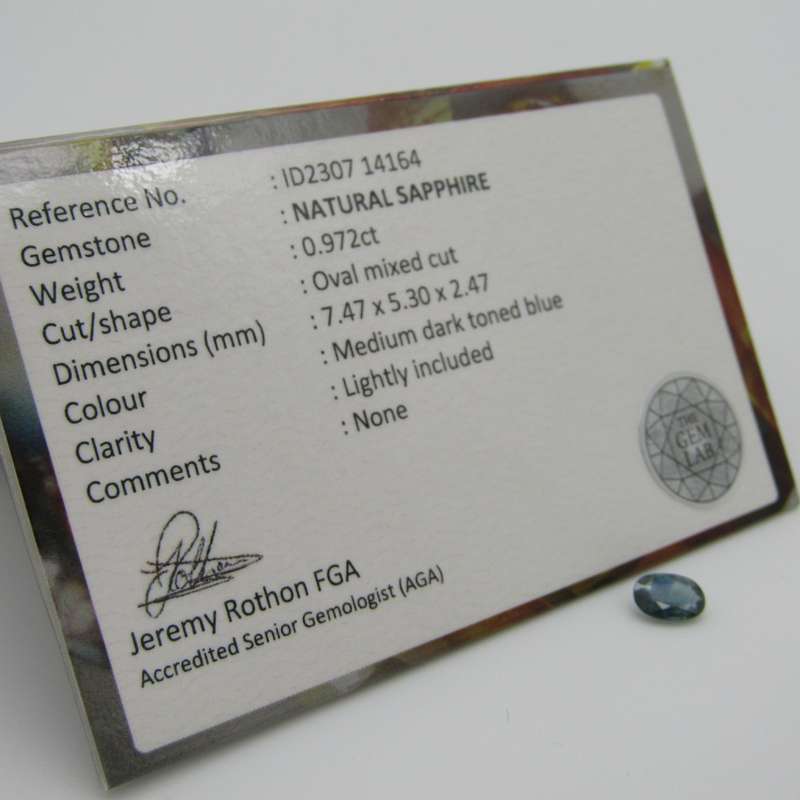 Reference No. : ID2307 14164
Gemstone : NATURAL SAPPHIRE
Weight : 0.972ct
Cut/shape : Oval mixed cut
Dimensions (mm) : 7.47 x 5.30 x 2.47
Colour : Medium dark toned blue
Clarity : Lightly included
Comments : None
Jeremy Rothon FGA
Accredited Senior Gemologist (AGA)
THE
GEM
LAB